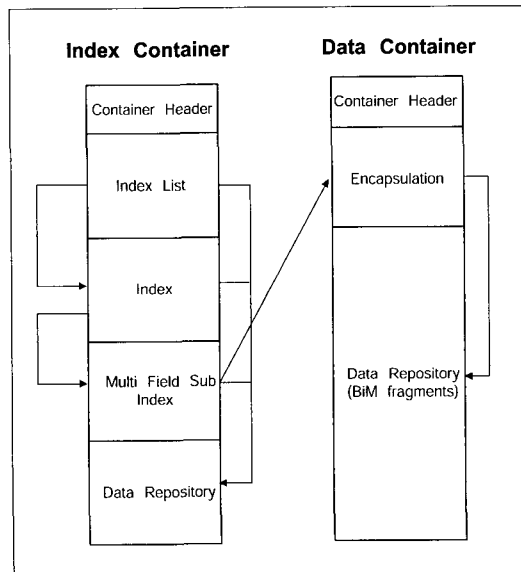 Index Container
Container Header
Index List
Index
Multi Field Sub
Index
Data Repository
Data Container
Container Header
Encapsulation
Data Repository
(BiM fragments)